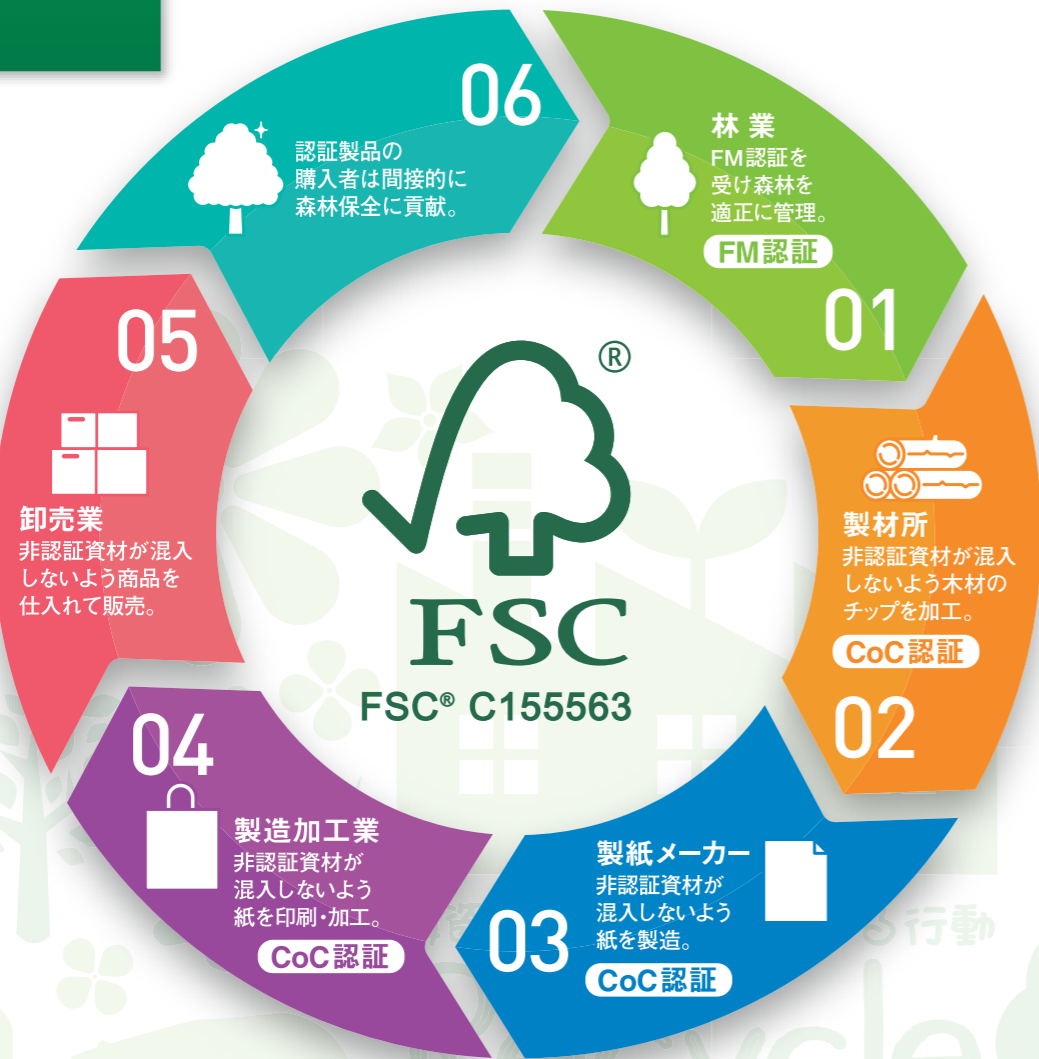 01
林業
FM認証を
受け森林を
適正に管理。
FM認証
02
製材所
非認証資材が混入
しないよう木材の
チップを加工。
CoC認証
03
製紙メーカー
非認証資材が
混入しないよう
紙を製造。
CoC認証
04
製造加工業
非認証資材が
混入しないよう
紙を印刷・加工。
CoC認証
05
卸売業
非認証資材が混入
しないよう商品を
仕入れて販売。
06
認証製品の
購入者は間接的に
森林保全に貢献。
®
FSC
FSC® C155563
る行動